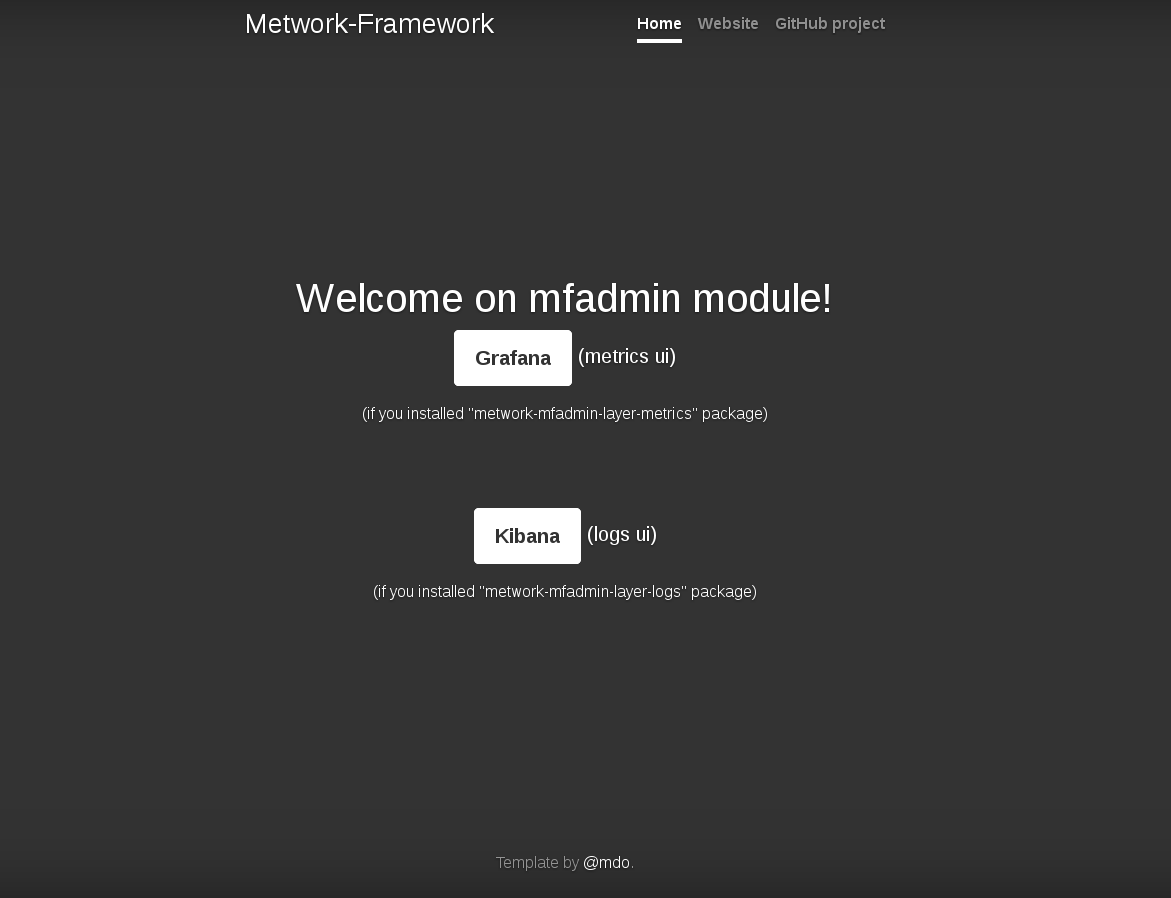 Metwork-Framework
Home Website GitHub project
Welcome on mfadmin module!
Grafana (metrics ui)
(if you installed "metwork-mfadmin-layer-metrics" package)
Kibana (logs ui)
(if you installed "metwork-mfadmin-layer-logs" package)
Template by @mdo.